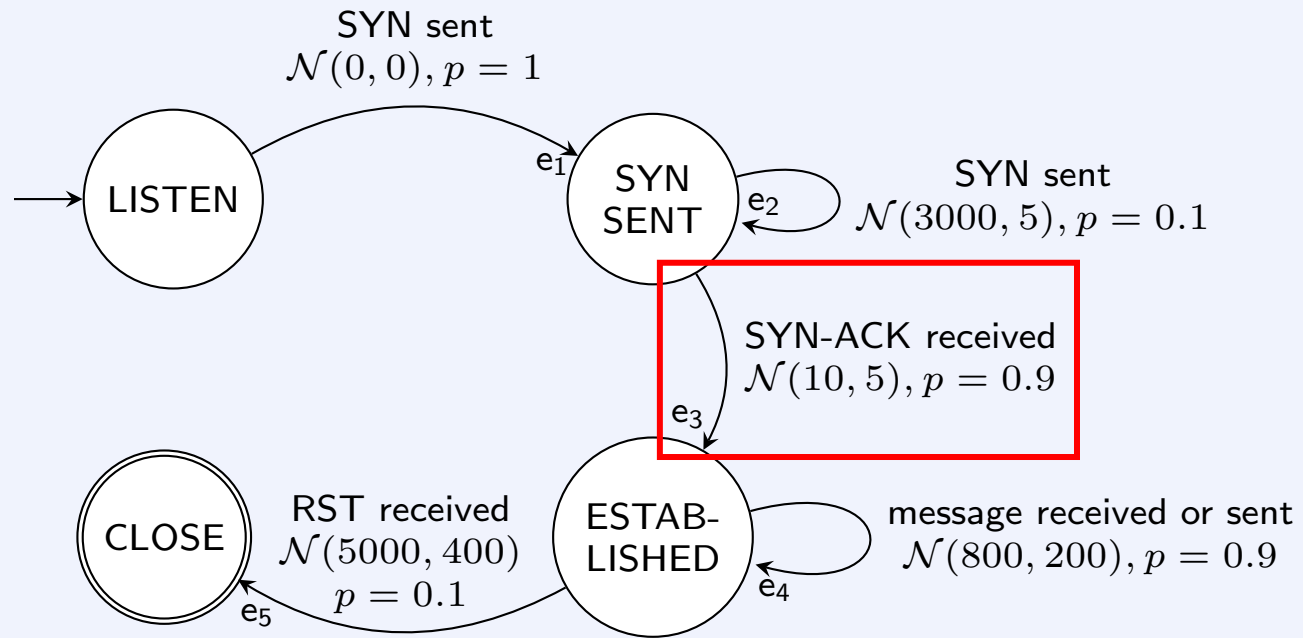 SYN sent
𝒩(0, 0), p = 1
LISTEN
e₁
SYN
SENT
e₂
SYN sent
𝒩(3000, 5), p = 0.1
SYN-ACK received
𝒩(10, 5), p = 0.9
e₃
CLOSE
RST received
𝒩(5000, 400)
p = 0.1
e₅
ESTAB-
LISHED
message received or sent
𝒩(800, 200), p = 0.9
e₄